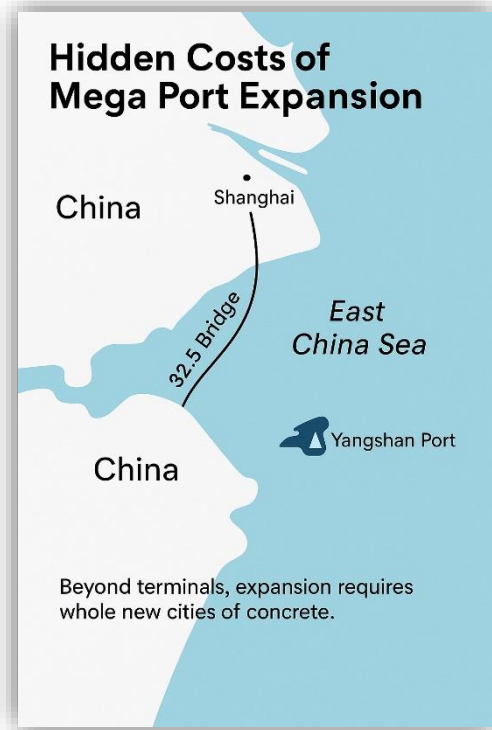 Hidden Costs of
Mega Port Expansion
China
Shanghai
32.5 Bridge
East
China Sea
Yangshan Port
China
Beyond terminals, expansion requires
whole new cities of concrete.